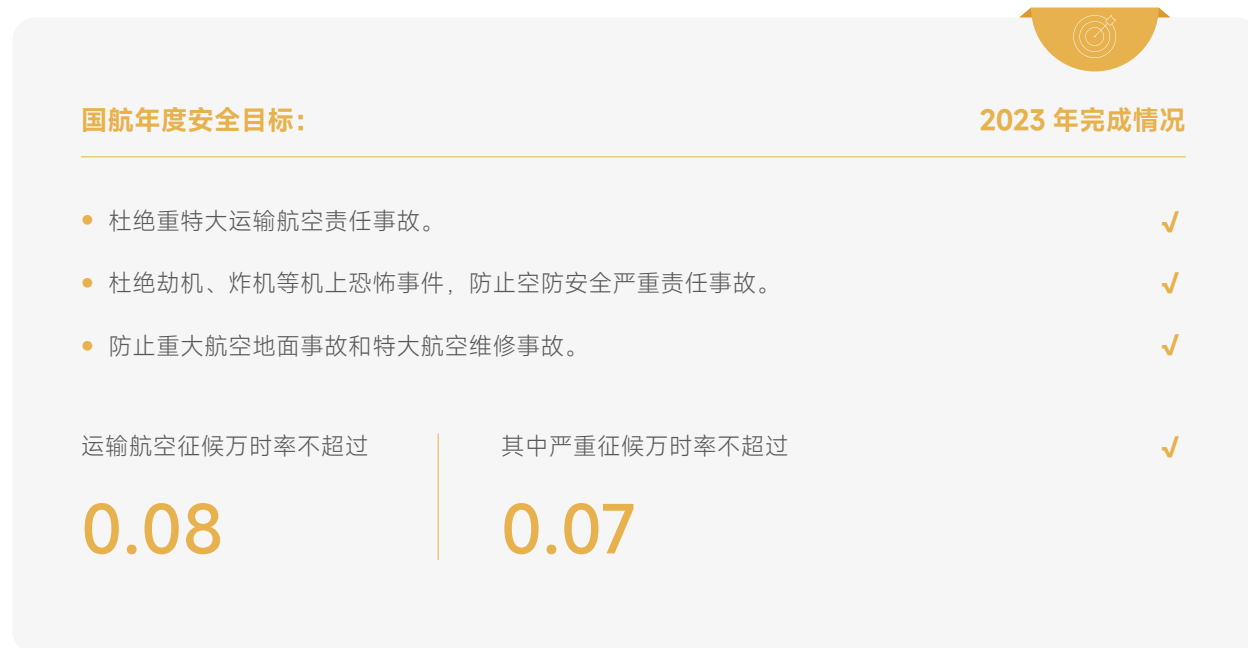 国航年度安全目标： 2023 年完成情况
• 杜绝重特大运输航空责任事故。 √
• 杜绝劫机、炸机等机上恐怖事件，防止空防安全严重责任事故。 √
• 防止重大航空地面事故和特大航空维修事故。 √
运输航空征候万时率不超过 其中严重征候万时率不超过 √
0.08 0.07